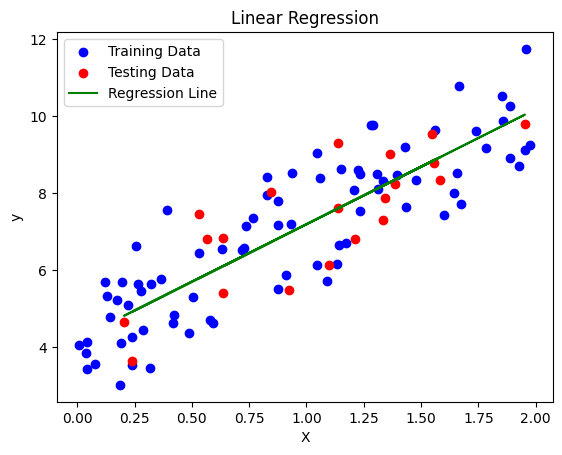 Linear Regression
Training Data
Testing Data
Regression Line
12
10
8
6
4
y
0.00 0.25 0.50 0.75 1.00 1.25 1.50 1.75 2.00
X